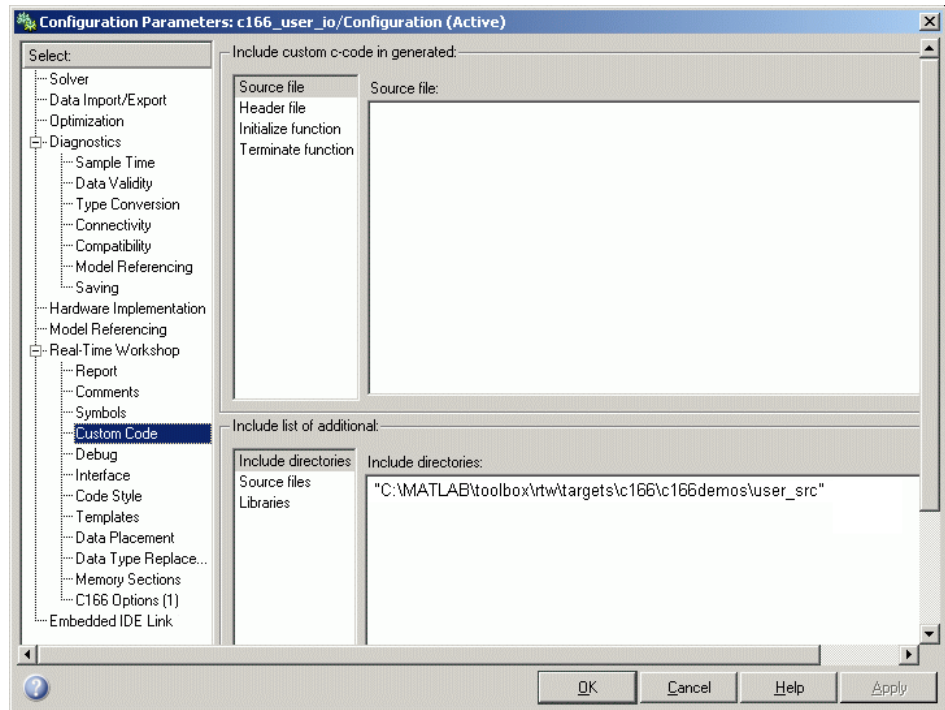 Configuration Parameters: c166_user_io/Configuration (Active)
Select:
Solver
Data Import/Export
Optimization
Diagnostics
Sample Time
Data Validity
Type Conversion
Connectivity
Compatibility
Model Referencing
Saving
Hardware Implementation
Model Referencing
Real-Time Workshop
Report
Comments
Symbols
Custom Code
Debug
Interface
Code Style
Templates
Data Placement
Data Type Replace...
Memory Sections
C166 Options (1)
Embedded IDE Link
Include custom c-code in generated:
Source file
Header file
Initialize function
Terminate function
Source file:
Include list of additional:
Include directories
Source files
Libraries
Include directories:
"C:\MATLAB\toolbox\rtw\targets\c166\c166demos\user_src"
OK
Cancel
Help
Apply